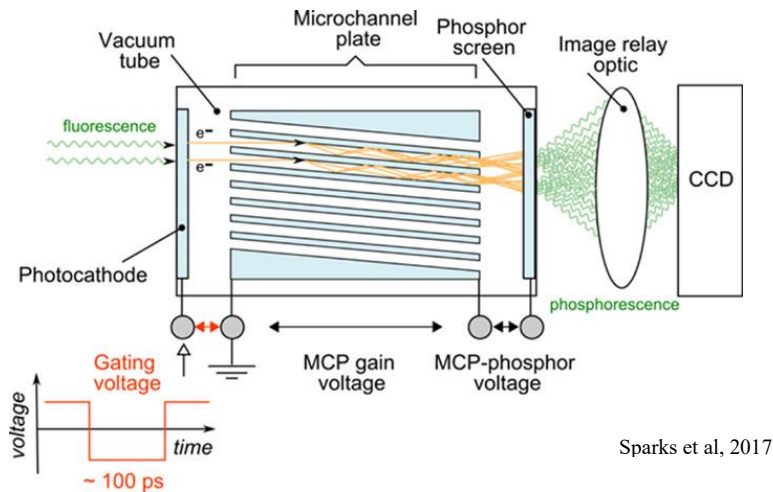 Microchannel
plate
Vacuum
tube
Phosphor
screen
Image relay
optic
fluorescence
e–
e–
CCD
Photocathode
phosphorescence
Gating
voltage
MCP gain
voltage
MCP-phosphor
voltage
voltage
time
~ 100 ps
Sparks et al, 2017